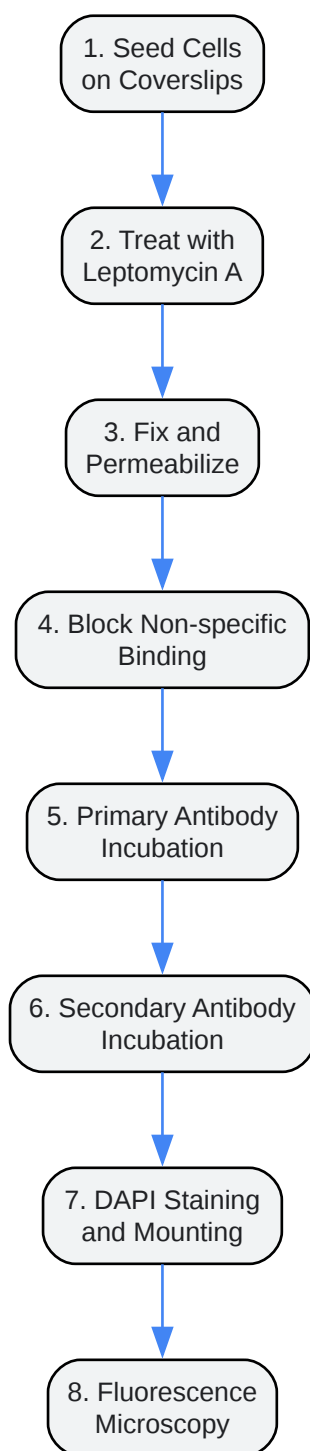 1. Seed Cells
on Coverslips
2. Treat with
Leptomycin A
3. Fix and
Permeabilize
4. Block Non-specific
Binding
5. Primary Antibody
Incubation
6. Secondary Antibody
Incubation
7. DAPI Staining
and Mounting
8. Fluorescence
Microscopy